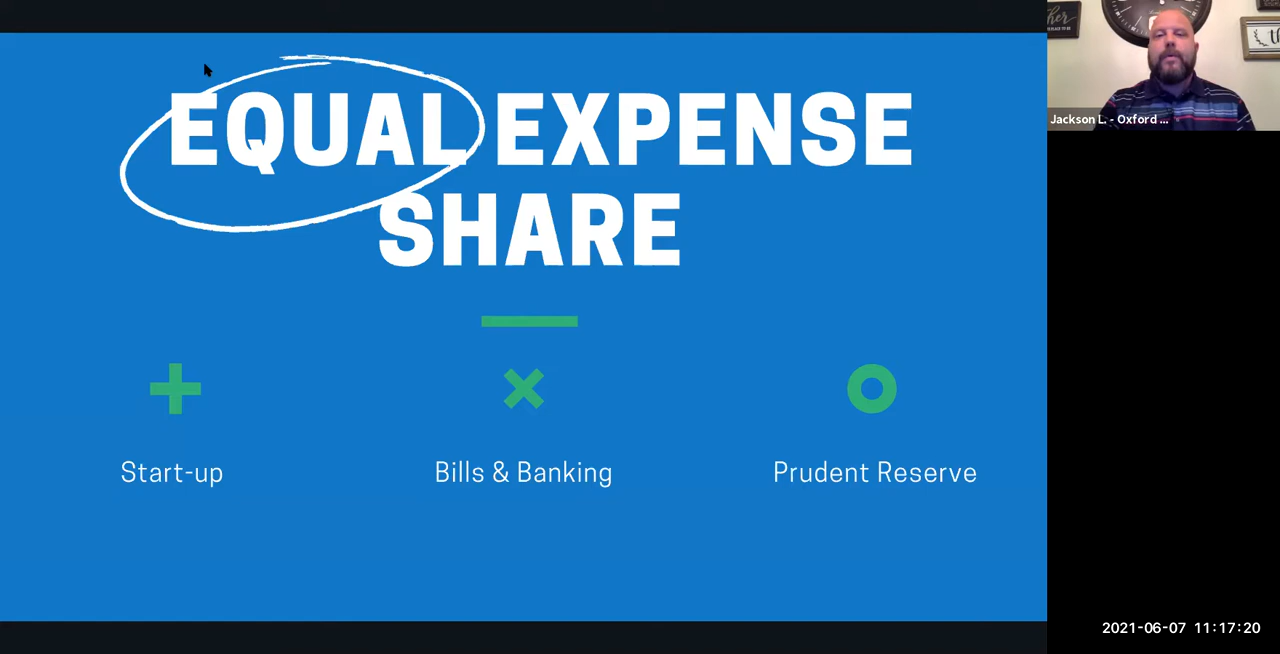 EQUAL EXPENSE
SHARE
Start-up
Bills & Banking
Prudent Reserve
Jackson L. - Oxford ...
2021-06-07 11:17:20